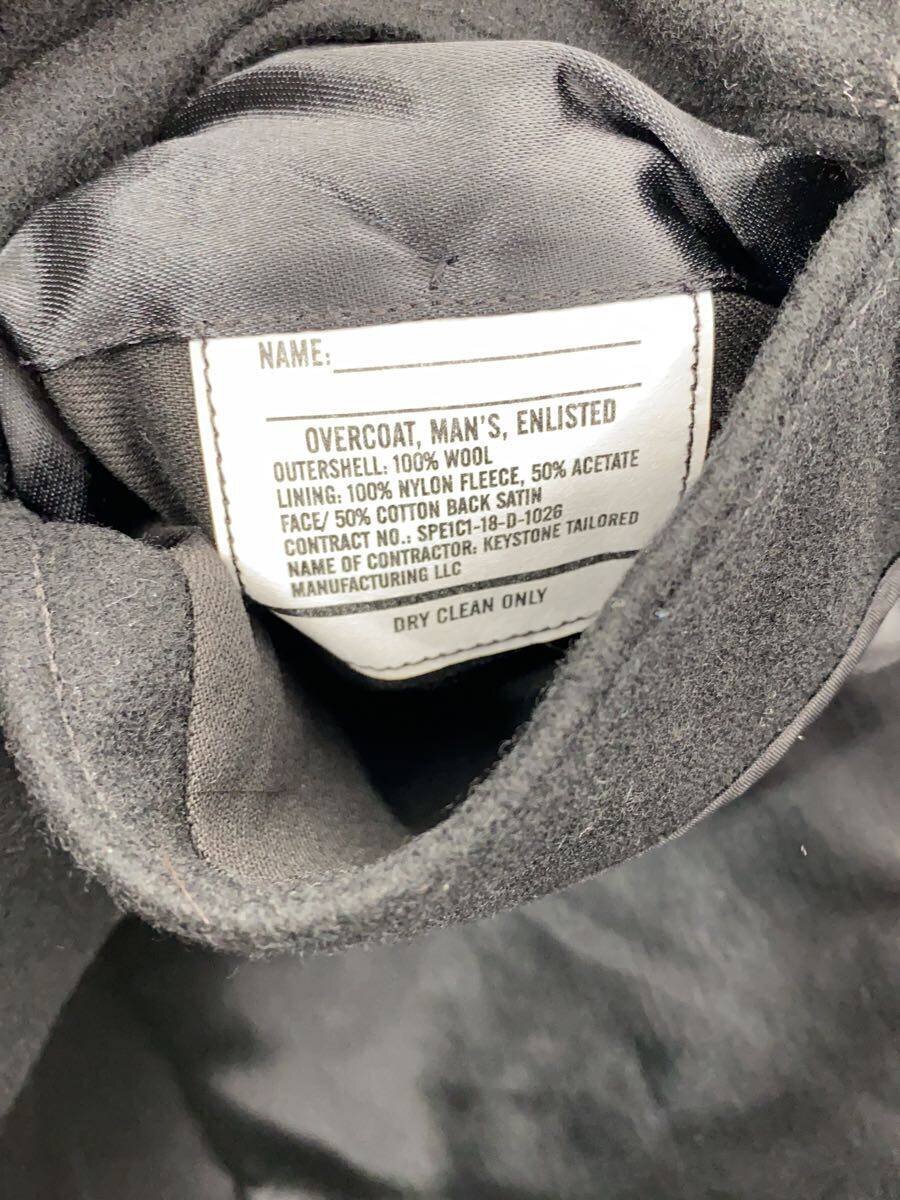 NAME:
OVERCOAT, MAN'S, ENLISTED
OUTERSHELL: 100% WOOL
LINING: 100% NYLON FLEECE, 50% ACETATE
FACE/ 50% COTTON BACK SATIN
CONTRACT NO.: SPE1C1-18-D-1026
NAME OF CONTRACTOR: KEYSTONE TAILORED
MANUFACTURING LLC
DRY CLEAN ONLY